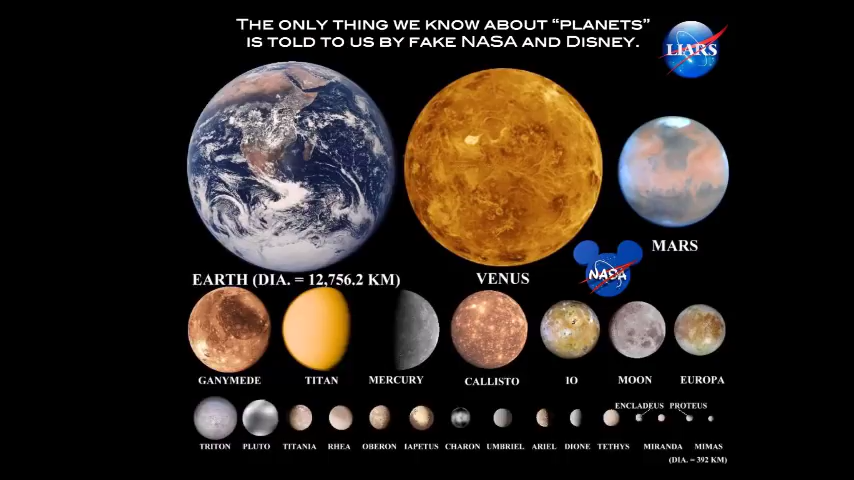 THE ONLY THING WE KNOW ABOUT “PLANETS”
IS TOLD TO US BY FAKE NASA AND DISNEY.
LIARS
MARS
EARTH (DIA. = 12,756.2 KM)
VENUS
NASA
GANYMEDE
TITAN
MERCURY
CALLISTO
IO
MOON
EUROPA
ENCLADEUS
PROTEUS
TRITON
PLUTO
TITANIA
RHEA
OBERON
IAPETUS
CHARON
UMBRIEL
ARIEL
DIONE
TETHYS
MIRANDA
MIMAS
(DIA. = 392 KM)